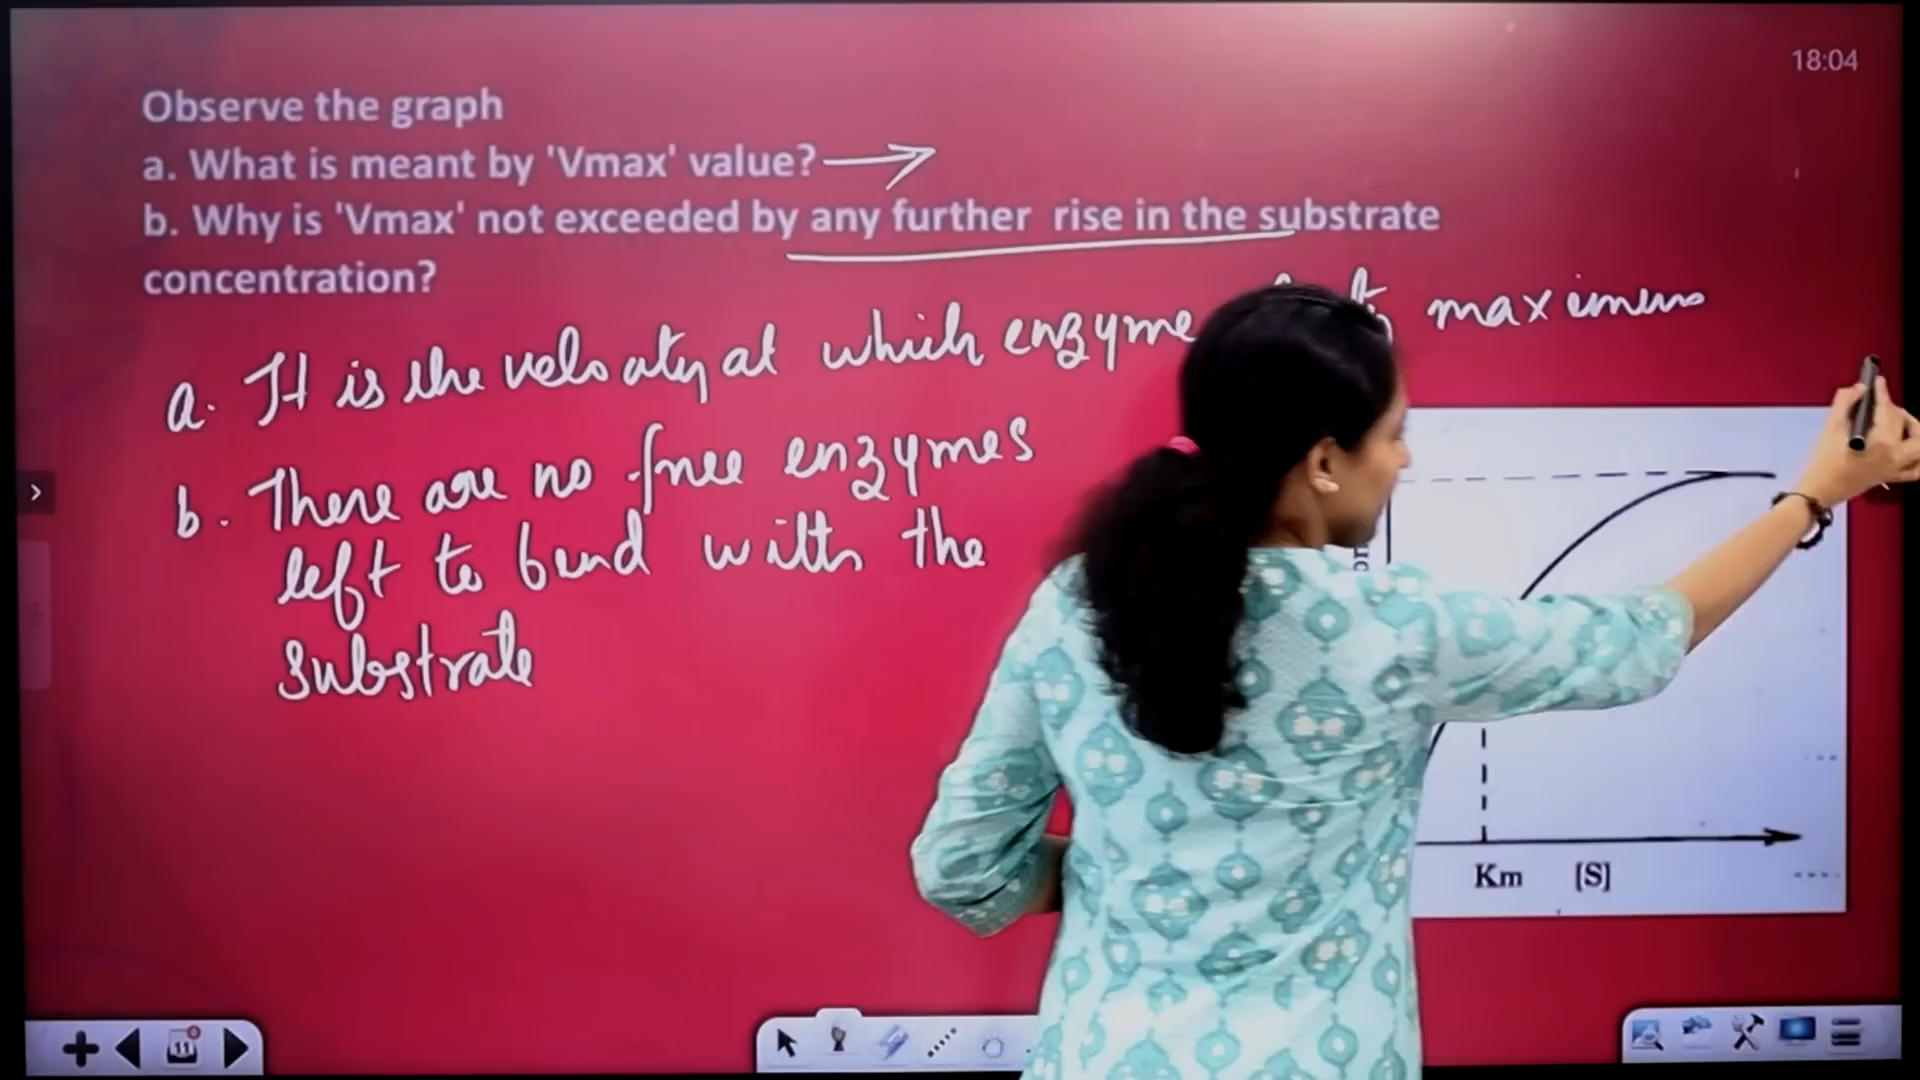 18:04
Observe the graph
a. What is meant by 'Vmax' value?
b. Why is 'Vmax' not exceeded by any further rise in the substrate
concentration?
a. It is the velocity at which enzyme maximum
b. There are no free enzymes
left to bind with the
substrate
Km [S]
11